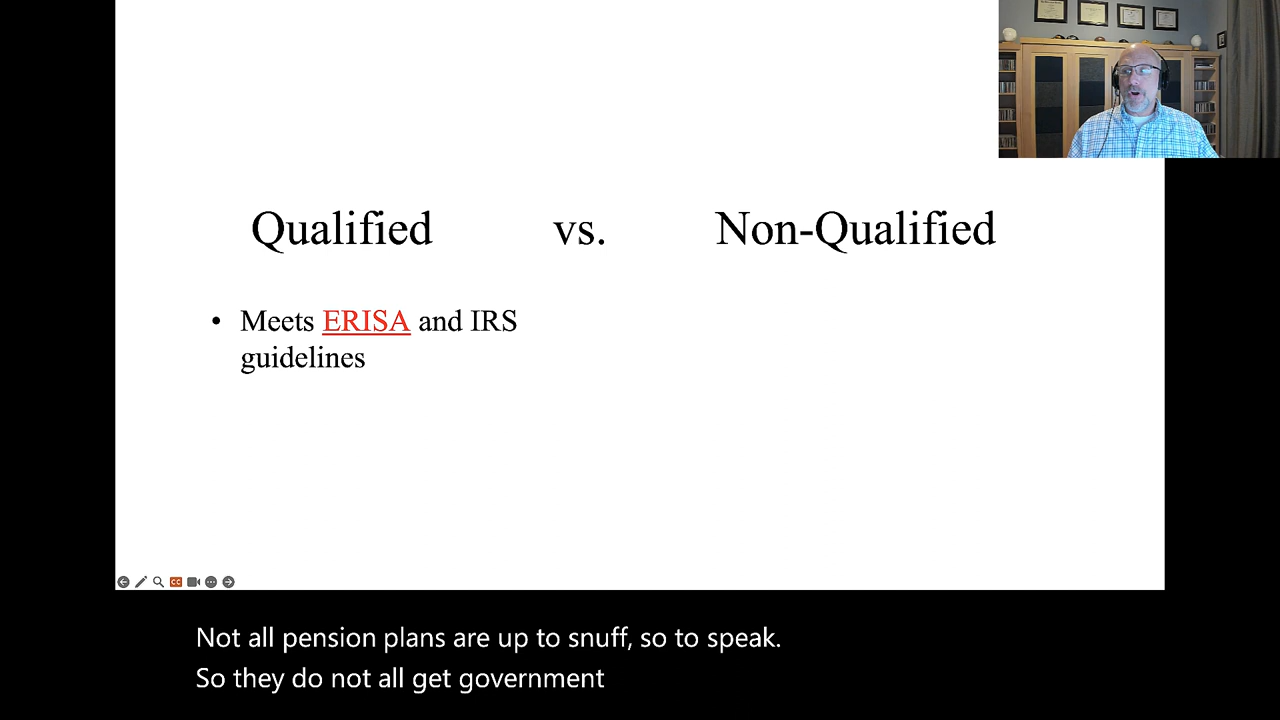 Qualified vs. Non-Qualified
• Meets ERISA and IRS
guidelines
CC
Not all pension plans are up to snuff, so to speak.
So they do not all get government